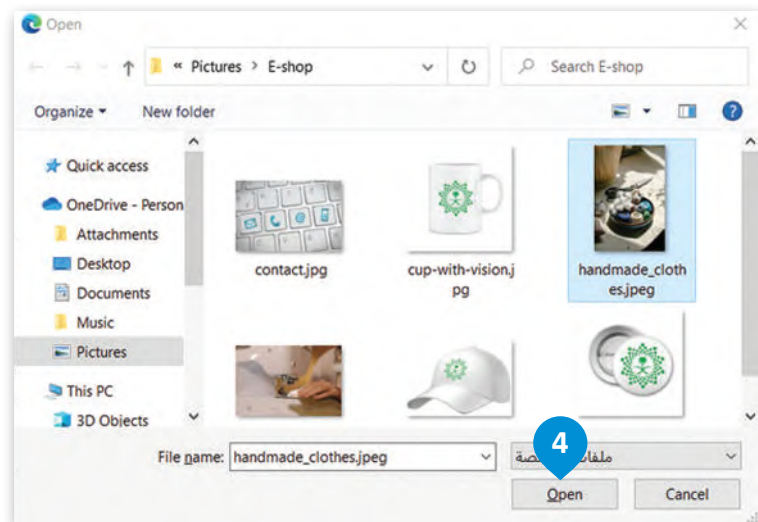 Open
« Pictures > E-shop
Search E-shop
Organize
New folder
Quick access
OneDrive - Person
Attachments
Desktop
Documents
Music
Pictures
This PC
3D Objects
contact.jpg
cup-with-vision.j
pg
handmade_cloth
es.jpeg
File name:
handmade_clothes.jpeg
4
Open
Cancel